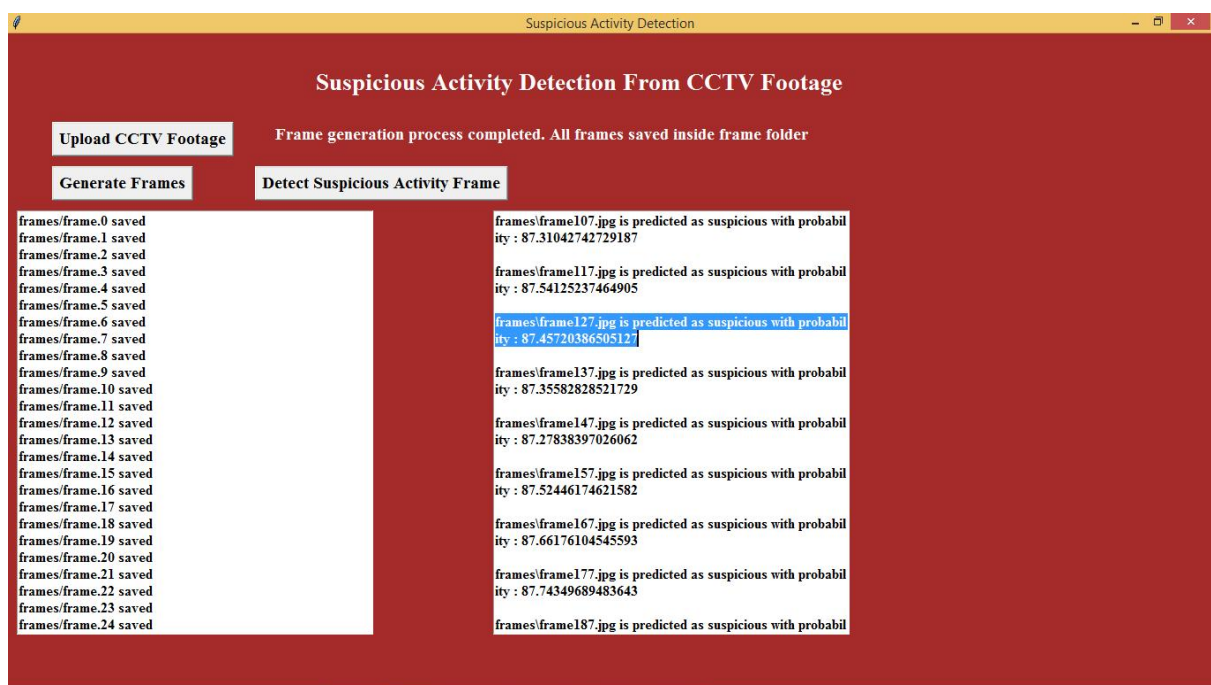 Suspicious Activity Detection
Suspicious Activity Detection From CCTV Footage
Upload CCTV Footage
Frame generation process completed. All frames saved inside frame folder
Generate Frames
Detect Suspicious Activity Frame
frames/frame.0 saved
frames/frame.1 saved
frames/frame.2 saved
frames/frame.3 saved
frames/frame.4 saved
frames/frame.5 saved
frames/frame.6 saved
frames/frame.7 saved
frames/frame.8 saved
frames/frame.9 saved
frames/frame.10 saved
frames/frame.11 saved
frames/frame.12 saved
frames/frame.13 saved
frames/frame.14 saved
frames/frame.15 saved
frames/frame.16 saved
frames/frame.17 saved
frames/frame.18 saved
frames/frame.19 saved
frames/frame.20 saved
frames/frame.21 saved
frames/frame.22 saved
frames/frame.23 saved
frames/frame.24 saved
frames\frame107.jpg is predicted as suspicious with probabil
ity : 87.31042742729187
frames\frame117.jpg is predicted as suspicious with probabil
ity : 87.54125237464905
frames\frame127.jpg is predicted as suspicious with probabil
ity : 87.45720386505127
frames\frame137.jpg is predicted as suspicious with probabil
ity : 87.35582828521729
frames\frame147.jpg is predicted as suspicious with probabil
ity : 87.27838397026062
frames\frame157.jpg is predicted as suspicious with probabil
ity : 87.52446174621582
frames\frame167.jpg is predicted as suspicious with probabil
ity : 87.66176104545593
frames\frame177.jpg is predicted as suspicious with probabil
ity : 87.74349689483643
frames\frame187.jpg is predicted as suspicious with probabil